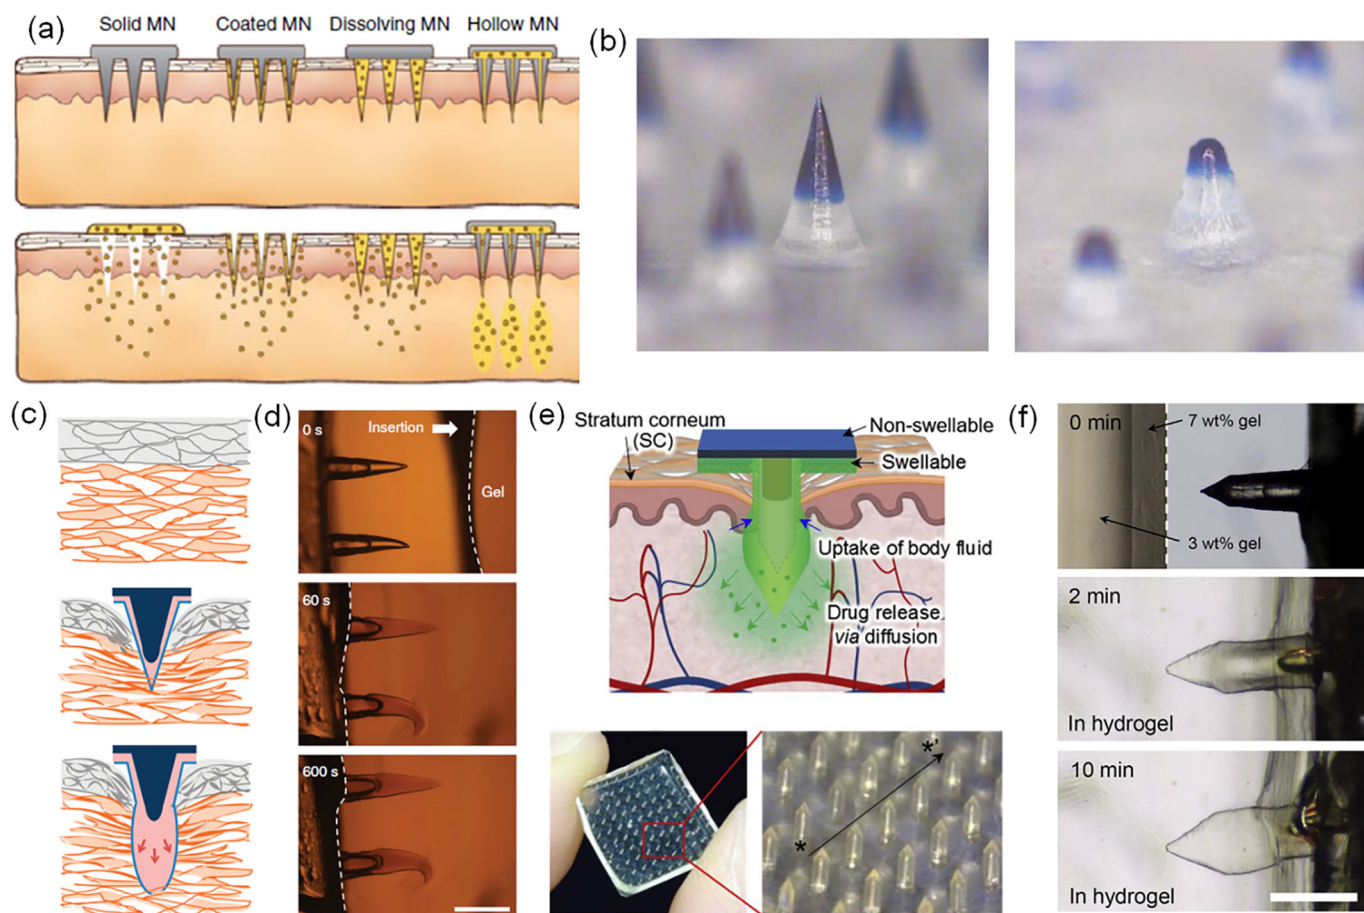 (a)
Solid MN
Coated MN
Dissolving MN
Hollow MN
(b)
(c)
(d)
0 s
Insertion
Gel
60 s
600 s
(e)
Stratum corneum
(SC)
Non-swellable
Swellable
Uptake of body fluid
Drug release
via diffusion
*
*'
(f)
0 min
7 wt% gel
3 wt% gel
2 min
In hydrogel
10 min
In hydrogel